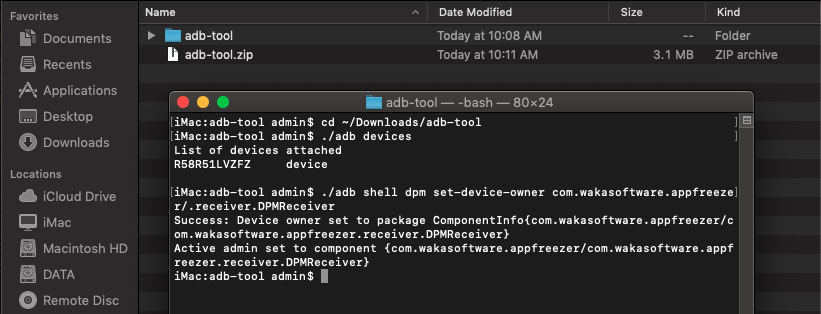 Favorites
Documents
Recents
Applications
Desktop
Downloads
Locations
iCloud Drive
iMac
Macintosh HD
DATA
Remote Disc
Name Date Modified Size Kind
adb-tool Today at 10:08 AM -- Folder
adb-tool.zip Today at 10:11 AM 3.1 MB ZIP archive
adb-tool — -bash — 80×24
[iMac:adb-tool admin$ cd ~/Downloads/adb-tool ]
[iMac:adb-tool admin$ ./adb devices ]
List of devices attached
R58R51LVZFZ device
[iMac:adb-tool admin$ ./adb shell dpm set-device-owner com.wakasoftware.appfreeze]
r/.receiver.DPMReceiver
Success: Device owner set to package ComponentInfo{com.wakasoftware.appfreezer/c
om.wakasoftware.appfreezer.receiver.DPMReceiver}
Active admin set to component {com.wakasoftware.appfreezer/com.wakasoftware.appf
reezer.receiver.DPMReceiver}
iMac:adb-tool admin$